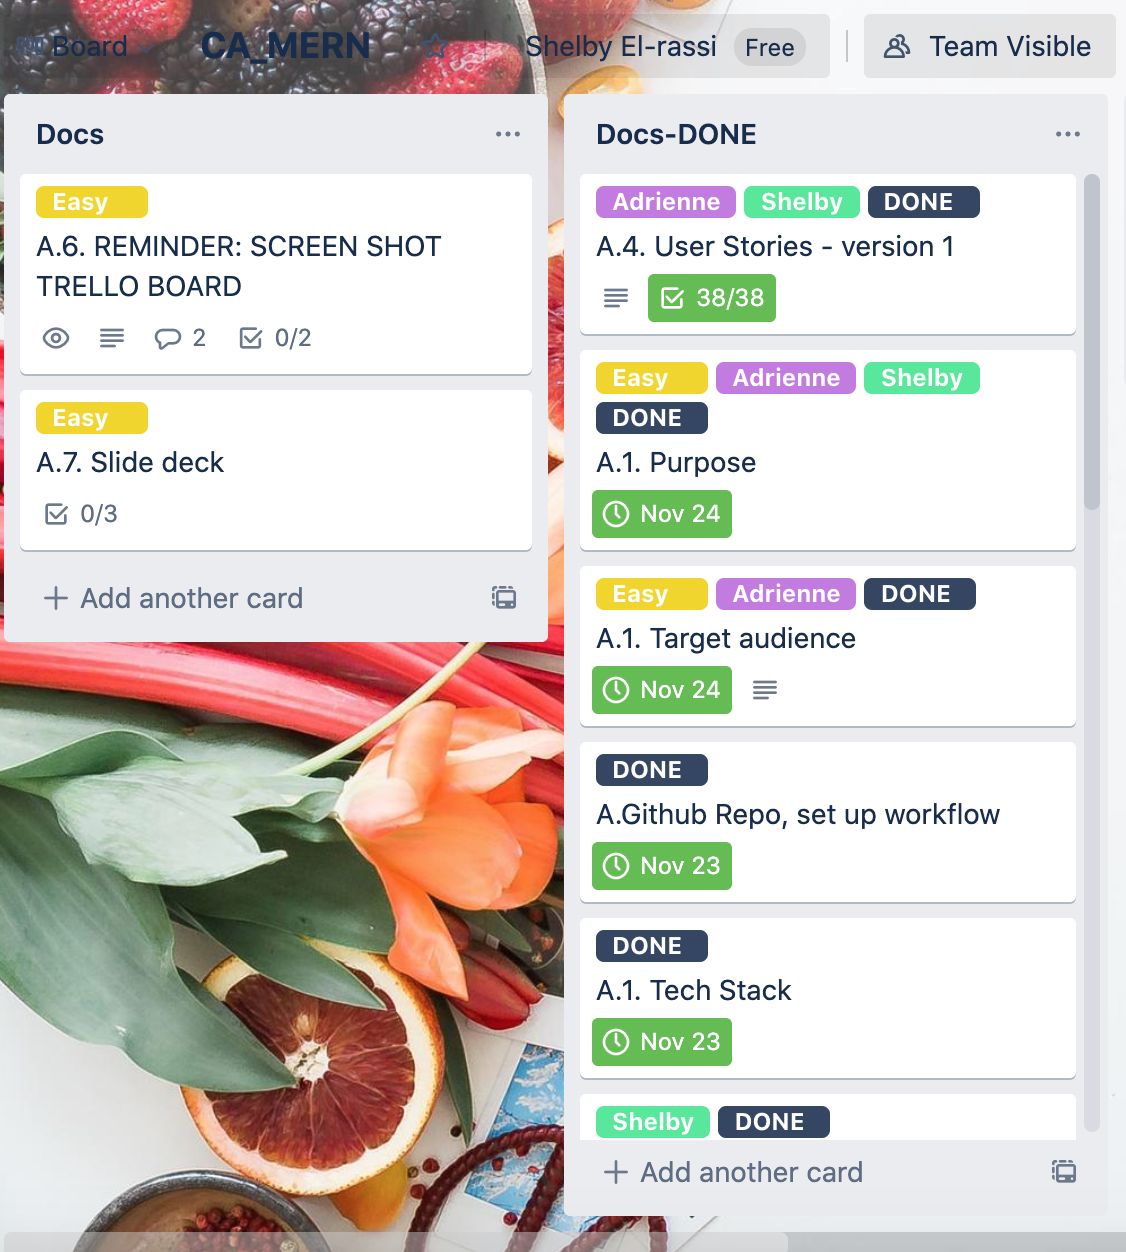 Board CA_MERN Shelby El-rassi Free Team Visible
Docs
Easy
A.6. REMINDER: SCREEN SHOT
TRELLO BOARD
2 0/2
Easy
A.7. Slide deck
0/3
Add another card
Docs-DONE
Adrienne Shelby DONE
A.4. User Stories - version 1
38/38
Easy Adrienne Shelby
DONE
A.1. Purpose
Nov 24
Easy Adrienne DONE
A.1. Target audience
Nov 24
DONE
A.Github Repo, set up workflow
Nov 23
DONE
A.1. Tech Stack
Nov 23
Shelby DONE
Add another card